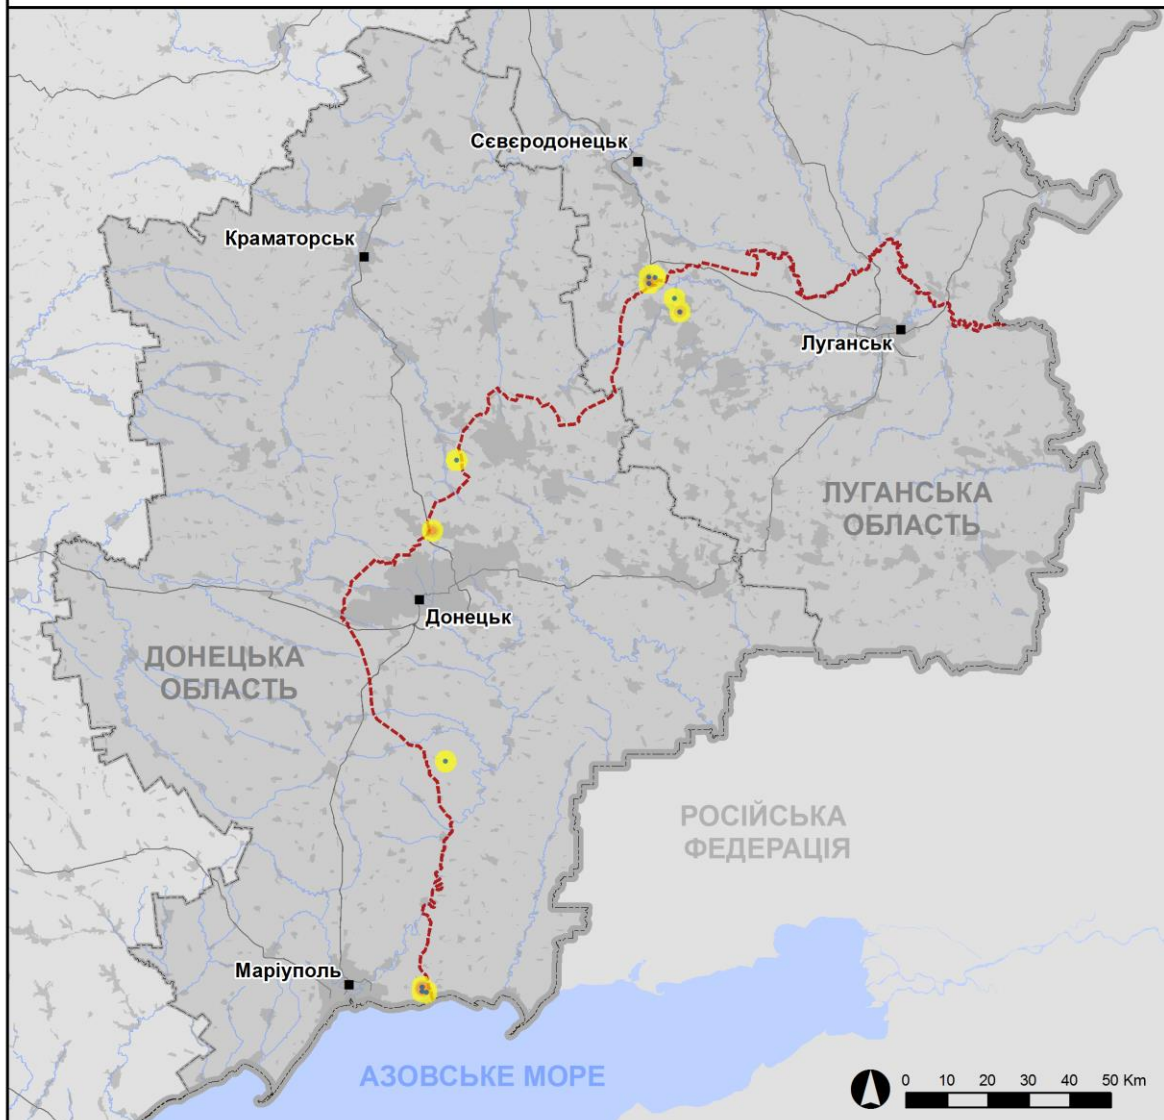 Сєвєродонецьк
Краматорськ
Луганськ
ЛУГАНСЬКА
ОБЛАСТЬ
Донецьк
ДОНЕЦЬКА
ОБЛАСТЬ
РОСІЙСЬКА
ФЕДЕРАЦІЯ
Маріуполь
АЗОВСЬКЕ МОРЕ
0 10 20 30 40 50 Km